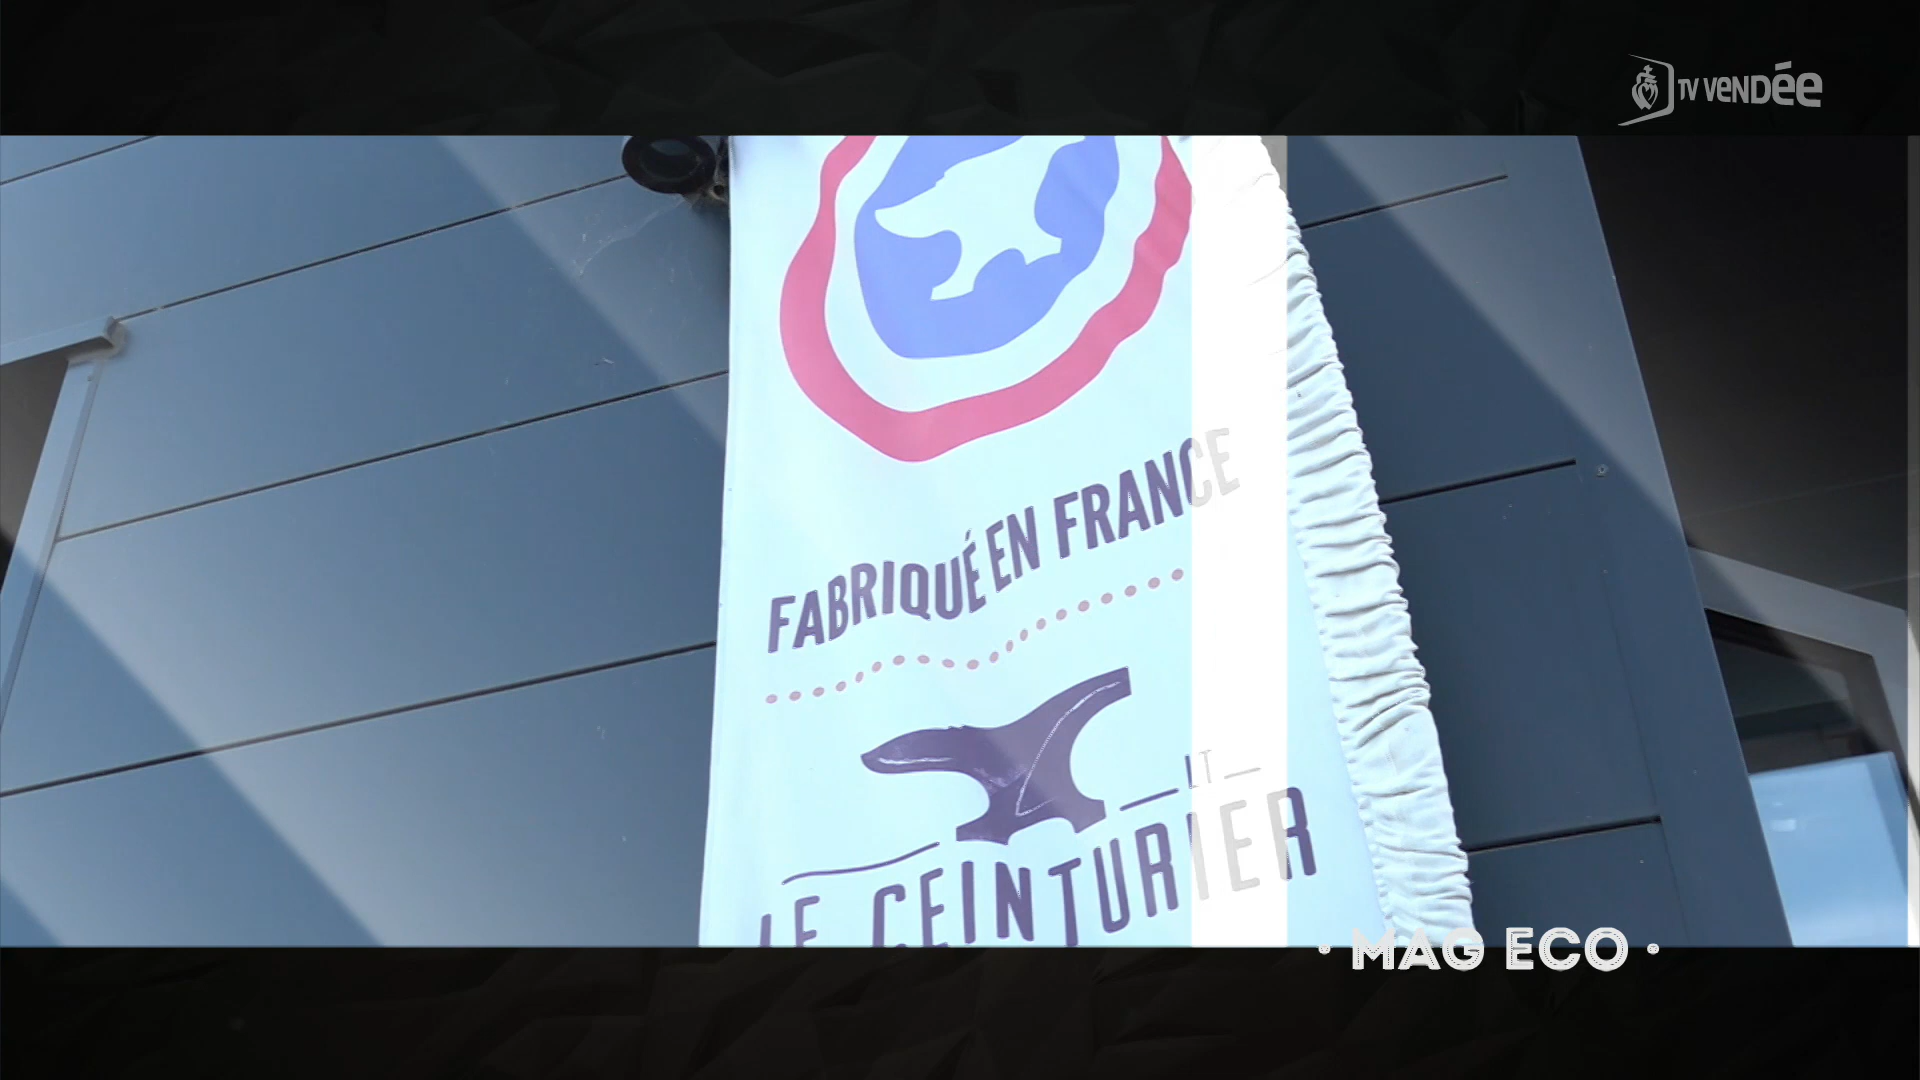 TV VENDÉE
FABRIQUÉ EN FRANCE
LT
LE CEINTURIER
• MAG ECO •